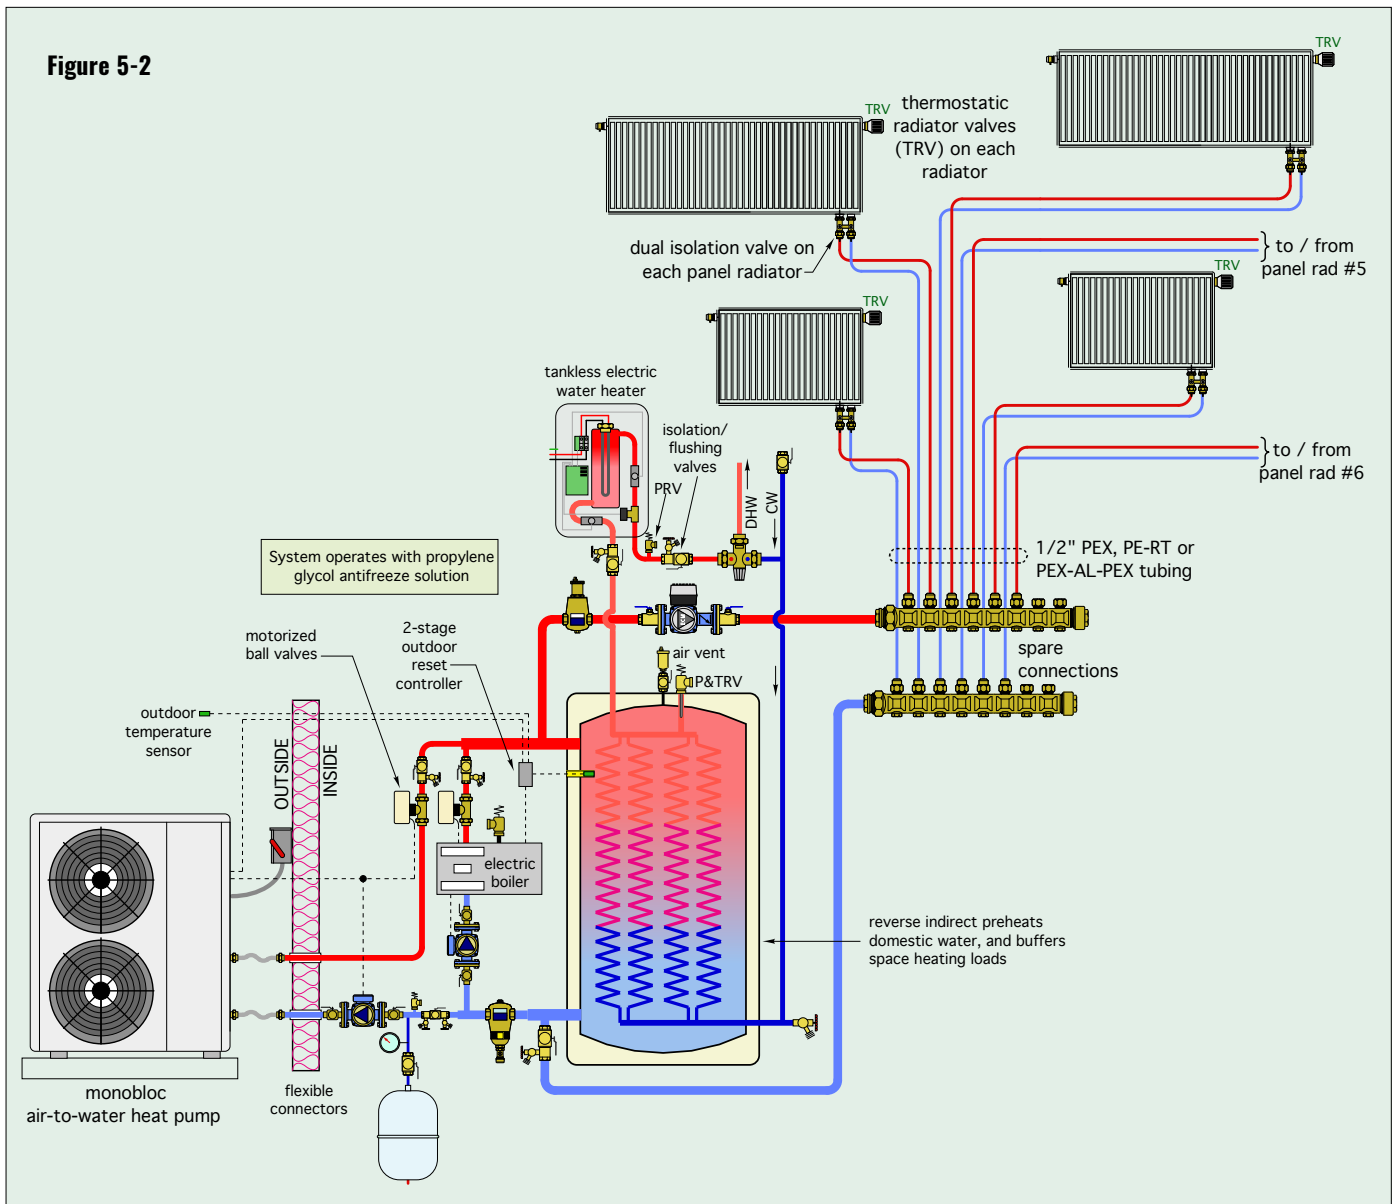 Figure 5-2
TRV
TRV
thermostatic
radiator valves
(TRV) on each
radiator
dual isolation valve on
each panel radiator
to / from
panel rad #5
TRV
TRV
tankless electric
water heater
isolation/
flushing
valves
PRV
DHW
CW
to / from
panel rad #6
System operates with propylene
glycol antifreeze solution
1/2" PEX, PE-RT or
PEX-AL-PEX tubing
motorized
ball valves
2-stage
outdoor
reset
controller
air vent
P&TRV
spare
connections
outdoor
temperature
sensor
OUTSIDE
INSIDE
electric
boiler
reverse indirect preheats
domestic water, and buffers
space heating loads
monobloc
air-to-water heat pump
flexible
connectors